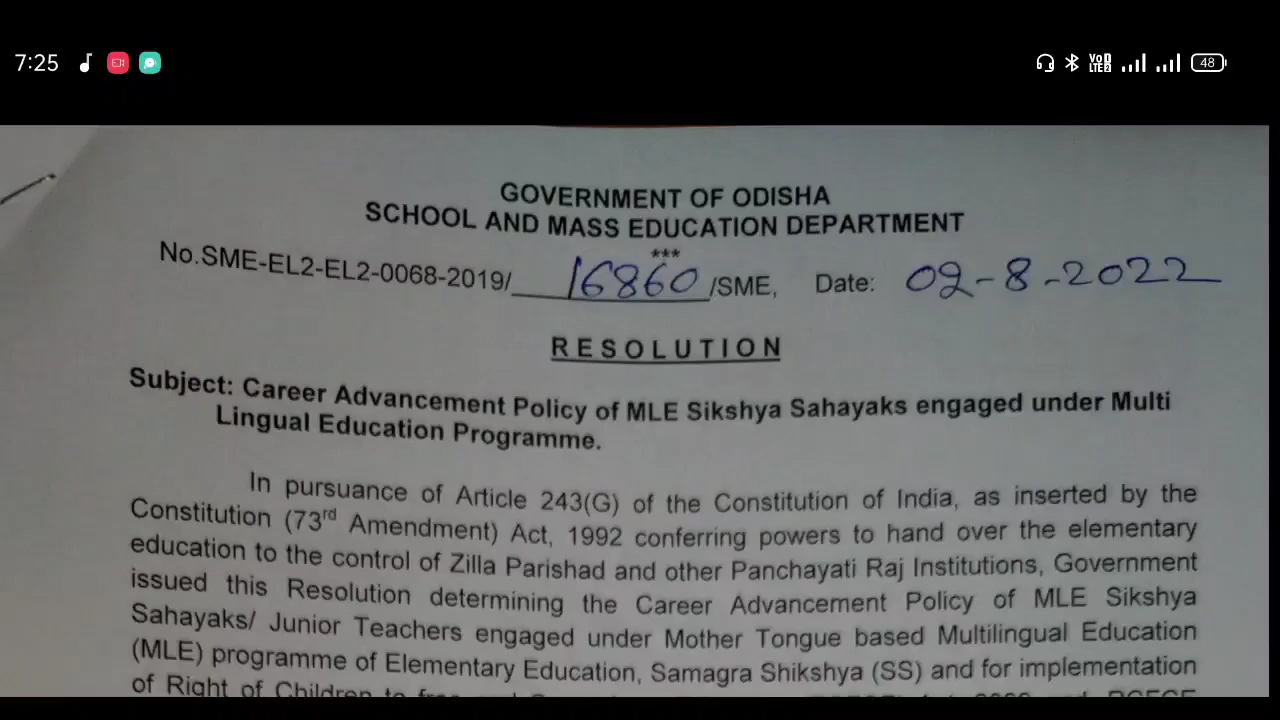 7:25
VoLTE2
48
GOVERNMENT OF ODISHA
SCHOOL AND MASS EDUCATION DEPARTMENT
***
No.SME-EL2-EL2-0068-2019/ 16860 /SME, Date: 02-8-2022
RESOLUTION
Subject: Career Advancement Policy of MLE Sikshya Sahayaks engaged under Multi
Lingual Education Programme.
In pursuance of Article 243(G) of the Constitution of India, as inserted by the
Constitution (73rd Amendment) Act, 1992 conferring powers to hand over the elementary
education to the control of Zilla Parishad and other Panchayati Raj Institutions, Government
issued this Resolution determining the Career Advancement Policy of MLE Sikshya
Sahayaks/ Junior Teachers engaged under Mother Tongue based Multilingual Education
(MLE) programme of Elementary Education, Samagra Shikshya (SS) and for implementation
of Right of Children to free and